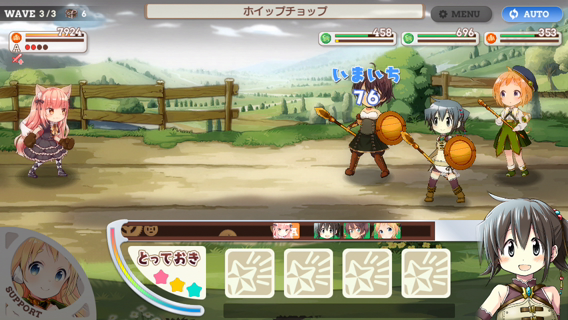 WAVE 3/3
6
ホイップチョップ
MENU
AUTO
7924
A
458
696
353
いまいち
76
とっておき
SUPPORT